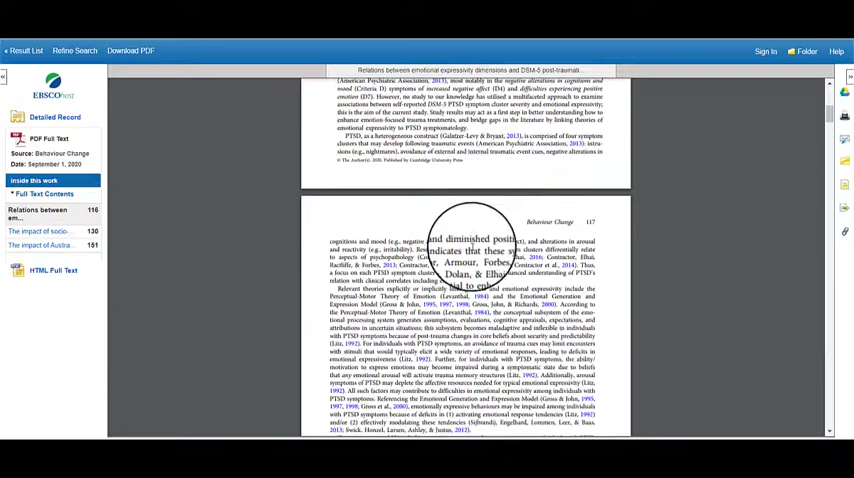 « Result List Refine Search Download PDF Sign In Folder Help
Relations between emotional expressivity dimensions and DSM-5 post-traumati...
EBSCOhost
Detailed Record
PDF Full Text
Source: Behaviour Change
Date: September 1, 2020
Inside this work
Full Text Contents
Relations between em... 116
The impact of socio-... 130
The impact of Austra... 151
HTML Full Text
(American Psychiatric Association, 2013), most notably in the negative alterations in cognitions and
mood (Criteria D) symptoms of increased negative affect (D4) and difficulties experiencing positive
emotion (D7). However, no study to our knowledge has utilised a multifaceted approach to examine
associations between self-reported DSM-5 PTSD symptom cluster severity and emotional expressivity;
this is the aim of the current study. Study results may act as a first step in better understanding how to
enhance emotion-focused trauma treatments, and bridge gaps in the literature by linking theories of
emotional expressivity to PTSD symptomatology.
PTSD, as a heterogeneous construct (Galatzer-Levy & Bryant, 2013), is comprised of four symptom
clusters that may develop following traumatic events (American Psychiatric Association, 2013): intru-
sions (e.g., nightmares), avoidance of external and internal traumatic event cues, negative alterations in
© The Author(s), 2020. Published by Cambridge University Press
Behaviour Change 117
cognitions and mood (e.g., negative and diminished positi ct), and alterations in arousal
and reactivity (e.g., irritability). Res ndicates that these sy m clusters differentially relate
to aspects of psychopathology (Co hai, 2016; Contractor, Elhai,
Ractliffe, & Forbes, 2013; Contractor, r, Armour, Forbes, Contractor et al., 2014). Thus,
a focus on each PTSD symptom cluster Dolan, & Elhai unced understanding of PTSD's
relation with clinical correlates including e tial to enh
Relevant theories explicitly or implicitly and emotional expressivity include the
Perceptual-Motor Theory of Emotion (Leventhal, 1984) and the Emotional Generation and
Expression Model (Gross & John, 1995, 1997, 1998; Gross, John, & Richards, 2000). According to
the Perceptual-Motor Theory of Emotion (Leventhal, 1984), the conceptual subsystem of the emo-
tional processing system generates assumptions, evaluations, cognitive appraisals, expectations, and
attributions in uncertain situations; this subsystem becomes maladaptive and inflexible in individuals
with PTSD symptoms because of post-trauma changes in core beliefs about security and predictability
(Litz, 1992). For individuals with PTSD symptoms, an avoidance of trauma cues may limit encounters
with stimuli that would typically elicit a wide variety of emotional responses, leading to deficits in
emotional expressiveness (Litz, 1992). Further, for individuals with PTSD symptoms, the ability/
motivation to express emotions may become impaired during a symptomatic state due to beliefs
that any emotional arousal will activate trauma memory structures (Litz, 1992). Additionally, arousal
symptoms of PTSD may deplete the affective resources needed for typical emotional expressivity (Litz,
1992). All such factors may contribute to difficulties in emotional expressivity among individuals with
PTSD symptoms. Referencing the Emotional Generation and Expression Model (Gross & John, 1995,
1997, 1998, Gross et al., 2000), emotionally expressive behaviours may be impaired among individuals
with PTSD symptoms because of deficits in (1) activating emotional response tendencies (Litz, 1992)
and/or (2) effectively modulating these tendencies (Sijbrandij, Engelhard, Lommen, Leer, & Baas,
2013; Swick, Honzel, Larsen, Ashley, & Justus, 2012).